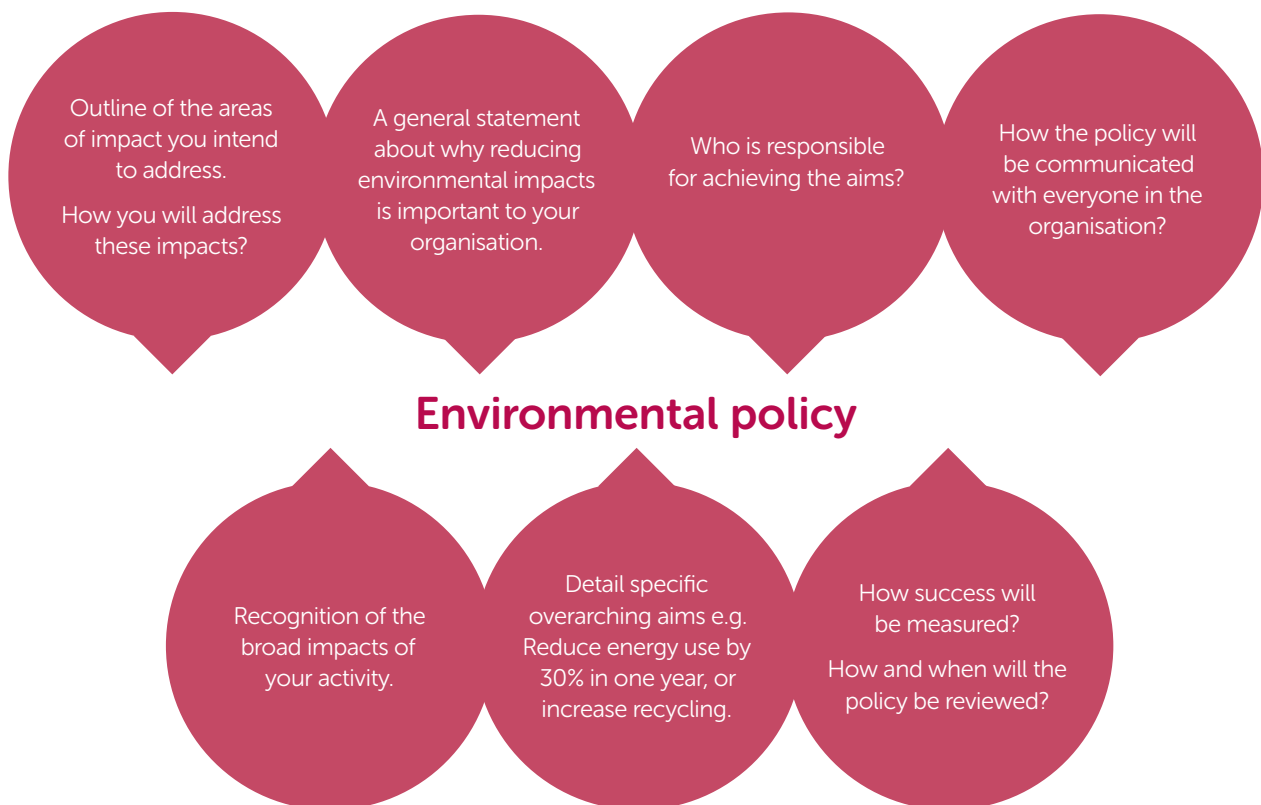 Outline of the areas
of impact you intend
to address.
How you will address
these impacts?
A general statement
about why reducing
environmental impacts
is important to your
organisation.
Who is responsible
for achieving the aims?
How the policy will
be communicated
with everyone in the
organisation?
Environmental policy
Recognition of the
broad impacts of
your activity.
Detail specific
overarching aims e.g.
Reduce energy use by
30% in one year, or
increase recycling.
How success will
be measured?
How and when will the
policy be reviewed?